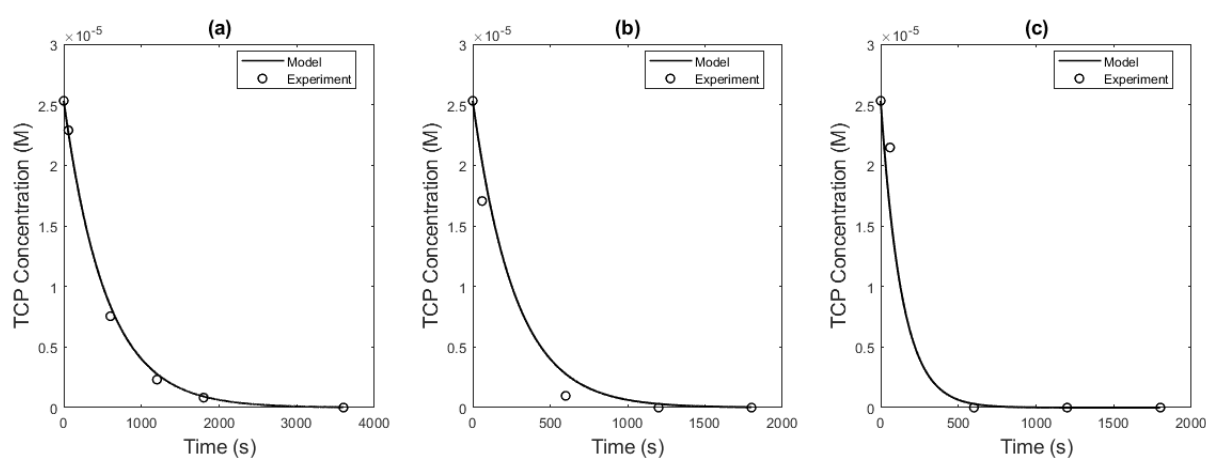 (a)
×10⁻⁵
3
2.5
2
1.5
1
0.5
0
TCP Concentration (M)
0 1000 2000 3000 4000
Time (s)
Model
Experiment
(b)
×10⁻⁵
3
2.5
2
1.5
1
0.5
0
TCP Concentration (M)
0 500 1000 1500 2000
Time (s)
Model
Experiment
(c)
×10⁻⁵
3
2.5
2
1.5
1
0.5
0
TCP Concentration (M)
0 500 1000 1500 2000
Time (s)
Model
Experiment